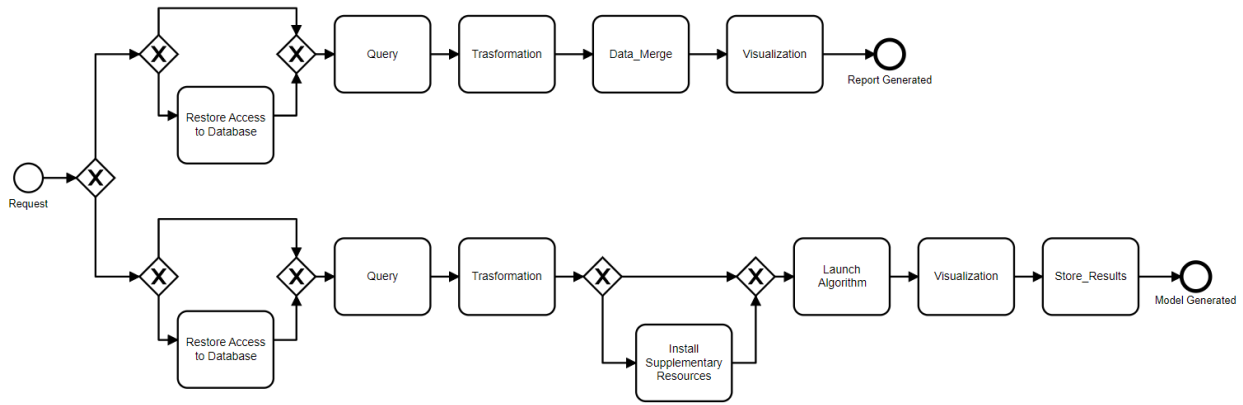 Query
Trasformation
Data_Merge
Visualization
Report Generated
Restore Access
to Database
Request
Query
Trasformation
Launch
Algorithm
Visualization
Store_Results
Model Generated
Restore Access
to Database
Install
Supplementary
Resources